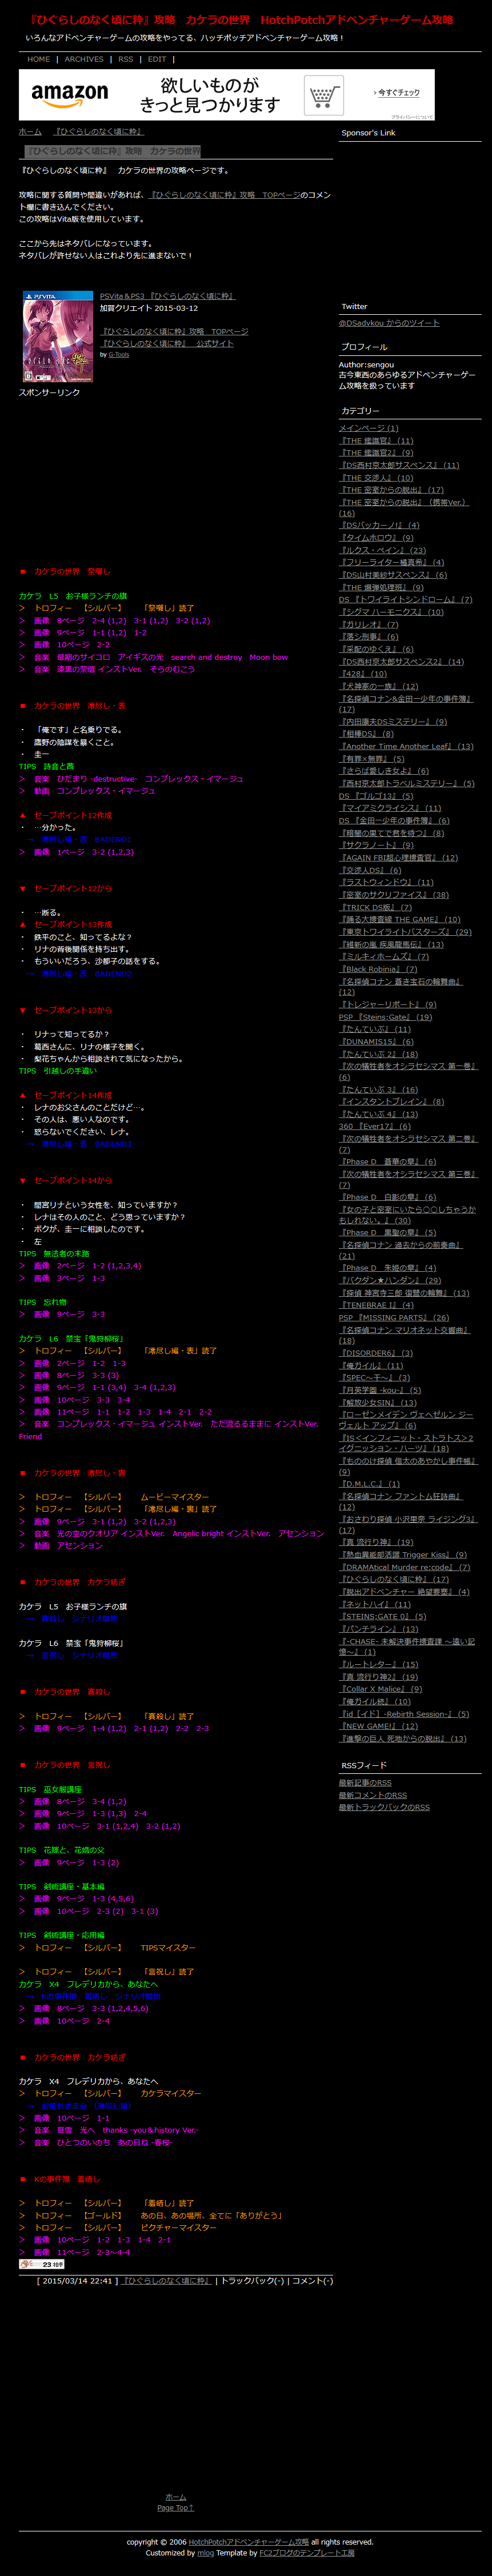 『ひぐらしのなく頃に粋』攻略　カケラの世界　HotchPotchアドベンチャーゲーム攻略
いろんなアドベンチャーゲームの攻略をやってる、ハッチポッチアドベンチャーゲーム攻略！
HOME | ARCHIVES | RSS | EDIT |
amazon 欲しいものが
きっと見つかります
今すぐチェック
プライバシーについて
ホーム 『ひぐらしのなく頃に粋』
『ひぐらしのなく頃に粋』攻略　カケラの世界
『ひぐらしのなく頃に粋』　カケラの世界の攻略ページです。
攻略に関する質問や間違いがあれば、『ひぐらしのなく頃に粋』攻略　TOPページのコメン
ト欄に書き込んでください。
この攻略はVita版を使用しています。
ここから先はネタバレになっています。
ネタバレが許せない人はこれより先に進まないで！
PSVita＆PS3 『ひぐらしのなく頃に粋』
加賀クリエイト 2015-03-12
『ひぐらしのなく頃に粋』攻略　TOPページ
『ひぐらしのなく頃に粋』　公式サイト
by G-Tools
スポンサーリンク
■　カケラの世界　祭囃し
カケラ　L5　お子様ランチの旗
＞　トロフィー　【シルバー】　　「祭囃し」読了
＞　画像　8ページ　2-4 (1,2)　3-1 (1,2)　3-2 (1,2)
＞　画像　9ページ　1-1 (1,2)　1-2
＞　画像　10ページ　2-2
＞　音楽　最期のサイコロ　アイギスの光　search and destroy　Moon bow
＞　音楽　漆黒の聖僧 インストVer.　そらのむこう
■　カケラの世界　澪尽し・表
・　「俺です」と名乗りでる。
・　鷹野の陰謀を暴くこと。
・　圭一
TIPS　詩音と茜
＞　音楽　ひだまり -destructive-　コンプレックス・イマージュ
＞　動画　コンプレックス・イマージュ
▲　セーブポイント12作成
・　…分かった。
→　澪尽し編・表　BADEND1
＞　画像　1ページ　3-2 (1,2,3)
▼　セーブポイント12から
・　…断る。
▲　セーブポイント13作成
・　鉄平のこと、知ってるよな？
・　リナの背後関係を持ち出す。
・　もういいだろう、沙都子の話をする。
→　澪尽し編・表　BADEND2
▼　セーブポイント13から
・　リナって知ってるか？
・　葛西さんに、リナの様子を聞く。
・　梨花ちゃんから相談されて気になったから。
TIPS　引越しの手違い
▲　セーブポイント14作成
・　レナのお父さんのことだけど…。
・　その人は、悪い人なのです。
・　怒らないでください、レナ。
→　澪尽し編・表　BADEND3
▼　セーブポイント14から
・　間宮リナという女性を、知っていますか？
・　レナはその人のこと、どう思っていますか？
・　ボクが、圭一に相談したのです。
・　左
TIPS　無法者の末路
＞　画像　2ページ　1-2 (1,2,3,4)
＞　画像　3ページ　1-3
TIPS　忘れ物
＞　画像　9ページ　3-3
カケラ　L6　禁宝「鬼狩柳桜」
＞　トロフィー　【シルバー】　　「澪尽し編・表」読了
＞　画像　2ページ　1-2　1-3
＞　画像　8ページ　3-3 (3)
＞　画像　9ページ　1-1 (3,4)　3-4 (1,2,3)
＞　画像　10ページ　3-3　3-4
＞　画像　11ページ　1-1　1-2　1-3　1-4　2-1　2-2
＞　音楽　コンプレックス・イマージュ インストVer.　ただ流るるままに インストVer.
Friend
■　カケラの世界　澪尽し・裏
＞　トロフィー　【シルバー】　　ムービーマイスター
＞　トロフィー　【シルバー】　　「澪尽し編・裏」読了
＞　画像　9ページ　3-1 (1,2)　3-2 (1,2,3)
＞　音楽　光の空のクオリア インストVer.　Angelic bright インストVer.　アセンション
＞　動画　アセンション
■　カケラの世界　カケラ紡ぎ
カケラ　L5　お子様ランチの旗
→　賽殺し　シナリオ開放
カケラ　L6　禁宝「鬼狩柳桜」
→　言祝し　シナリオ開放
■　カケラの世界　賽殺し
＞　トロフィー　【シルバー】　　「賽殺し」読了
＞　画像　9ページ　1-4 (1,2)　2-1 (1,2)　2-2　2-3
■　カケラの世界　言祝し
TIPS　巫女服講座
＞　画像　8ページ　3-4 (1,2)
＞　画像　9ページ　1-3 (1,3)　2-4
＞　画像　10ページ　3-1 (1,2,4)　3-2 (1,2)
TIPS　花嫁と、花婿の父
＞　画像　9ページ　1-3 (2)
TIPS　剣術講座・基本編
＞　画像　9ページ　1-3 (4,5,6)
＞　画像　10ページ　2-3 (2)　3-1 (3)
TIPS　剣術講座・応用編
＞　トロフィー　【シルバー】　　TIPSマイスター
＞　トロフィー　【シルバー】　　「言祝し」読了
カケラ　X4　フレデリカから、あなたへ
→　Kの事件簿　羞晒し　シナリオ開放
＞　画像　8ページ　3-3 (1,2,4,5,6)
＞　画像　10ページ　2-4
■　カケラの世界　カケラ紡ぎ
カケラ　X4　フレデリカから、あなたへ
＞　トロフィー　【シルバー】　　カケラマイスター
＞　画像　10ページ　1-1
＞　音楽　夏雪　光へ　thanks -you＆history Ver.-
＞　音楽　ひとつのいのち　あの日ね -春桜-
■　Kの事件簿　羞晒し
＞　トロフィー　【シルバー】　　「羞晒し」読了
＞　トロフィー　【ゴールド】　　あの日、あの場所、全てに「ありがとう」
＞　トロフィー　【シルバー】　　ピクチャーマイスター
＞　画像　10ページ　1-2　1-3　1-4　2-1
＞　画像　11ページ　2-3～4-4
23 拍手
[ 2015/03/14 22:41 ] 『ひぐらしのなく頃に粋』 | トラックバック(-) | コメント(-)
ホーム
Page Top↑
Sponsor's Link
Twitter
@DSadvkou からのツイート
プロフィール
Author:sengou
古今東西のあらゆるアドベンチャーゲー
ム攻略を扱っています
カテゴリー
メインページ (1)
『THE 鑑識官』 (11)
『THE 鑑識官2』 (9)
『DS西村京太郎サスペンス』 (11)
『THE 交渉人』 (10)
『THE 密室からの脱出』 (17)
『THE 密室からの脱出』（携帯Ver.）
(16)
『DSバッカーノ!』 (4)
『タイムホロウ』 (9)
『ルクス・ペイン』 (23)
『フリーライター橘真希』 (4)
『DS山村美紗サスペンス』 (6)
『THE 爆弾処理班』 (9)
DS 『トワイライトシンドローム』 (7)
『シグマ ハーモニクス』 (10)
『ガリレオ』 (7)
『落シ刑事』 (6)
『采配のゆくえ』 (6)
『DS西村京太郎サスペンス2』 (14)
『428』 (10)
『犬神家の一族』 (12)
『名探偵コナン&金田一少年の事件簿』
(17)
『内田康夫DSミステリー』 (9)
『相棒DS』 (8)
『Another Time Another Leaf』 (13)
『有罪×無罪』 (5)
『さらば愛しき女よ』 (6)
『西村京太郎トラベルミステリー』 (5)
DS 『ゴルゴ13』 (5)
『マイアミクライシス』 (11)
DS 『金田一少年の事件簿』 (6)
『暗闇の果てで君を待つ』 (8)
『サクラノート』 (9)
『AGAIN FBI超心理捜査官』 (12)
『交渉人DS』 (6)
『ラストウィンドウ』 (11)
『密室のサクリファイス』 (38)
『TRICK DS版』 (7)
『踊る大捜査線 THE GAME』 (10)
『東京トワイライトバスターズ』 (29)
『維新の嵐 疾風龍馬伝』 (13)
『ミルキィホームズ』 (7)
『Black Robinia』 (7)
『名探偵コナン 蒼き宝石の輪舞曲』
(12)
『トレジャーリポート』 (9)
PSP 『Steins;Gate』 (19)
『たんていぶ』 (11)
『DUNAMIS15』 (6)
『たんていぶ 2』 (18)
『次の犠牲者をオシラセシマス 第一巻』
(6)
『たんていぶ 3』 (16)
『インスタントブレイン』 (8)
『たんていぶ 4』 (13)
360 『Ever17』 (6)
『次の犠牲者をオシラセシマス 第二巻』
(7)
『Phase D　蒼華の章』 (6)
『次の犠牲者をオシラセシマス 第三巻』
(7)
『Phase D　白影の章』 (6)
『女の子と密室にいたら○○しちゃうか
もしれない。』 (30)
『Phase D　黒聖の章』 (5)
『名探偵コナン 過去からの前奏曲』
(21)
『Phase D　朱姫の章』 (4)
『バクダン★ハンダン』 (29)
『探偵 神宮寺三郎 復讐の輪舞』 (13)
『TENEBRAE I』 (4)
PSP 『MISSING PARTS』 (26)
『名探偵コナン マリオネット交響曲』
(18)
『DISORDER6』 (3)
『俺ガイル』 (11)
『SPEC～干～』 (3)
『月英学園 -kou-』 (5)
『解放少女SIN』 (13)
『ローゼンメイデン ヴェヘゼルン ジー
ヴェルト アップ』 (6)
『IS＜インフィニット・ストラトス＞2
イグニッション・ハーツ』 (18)
『もののけ探偵 信太のあやかし事件帳』
(9)
『D.M.L.C.』 (1)
『名探偵コナン ファントム狂詩曲』
(12)
『おさわり探偵 小沢里奈 ライジング3』
(17)
『真 流行り神』 (19)
『熱血異能部活譚 Trigger Kiss』 (9)
『DRAMAtical Murder re:code』 (7)
『ひぐらしのなく頃に粋』 (17)
『脱出アドベンチャー 絶望要塞』 (4)
『ネットハイ』 (11)
『STEINS;GATE 0』 (5)
『パンチライン』 (13)
『-CHASE- 未解決事件捜査課 ～遠い記
憶～』 (1)
『ルートレター』 (15)
『真 流行り神2』 (19)
『Collar X Malice』 (9)
『俺ガイル続』 (10)
『id［イド］-Rebirth Session-』 (5)
『NEW GAME!』 (12)
『進撃の巨人 死地からの脱出』 (13)
RSSフィード
最新記事のRSS
最新コメントのRSS
最新トラックバックのRSS
copyright © 2006 HotchPotchアドベンチャーゲーム攻略 all rights reserved.
Customized by mlog Template by FC2ブログのテンプレート工房